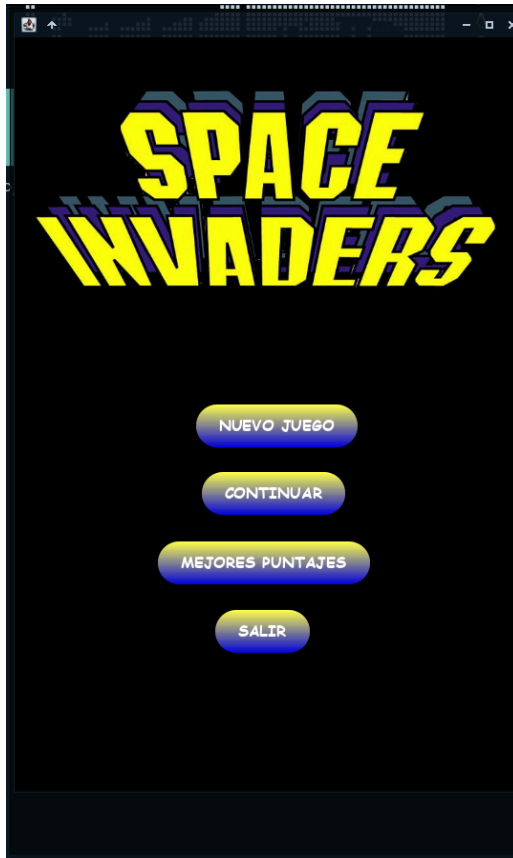 SPACE
INVADERS
NUEVO JUEGO
CONTINUAR
MEJORES PUNTAJES
SALIR